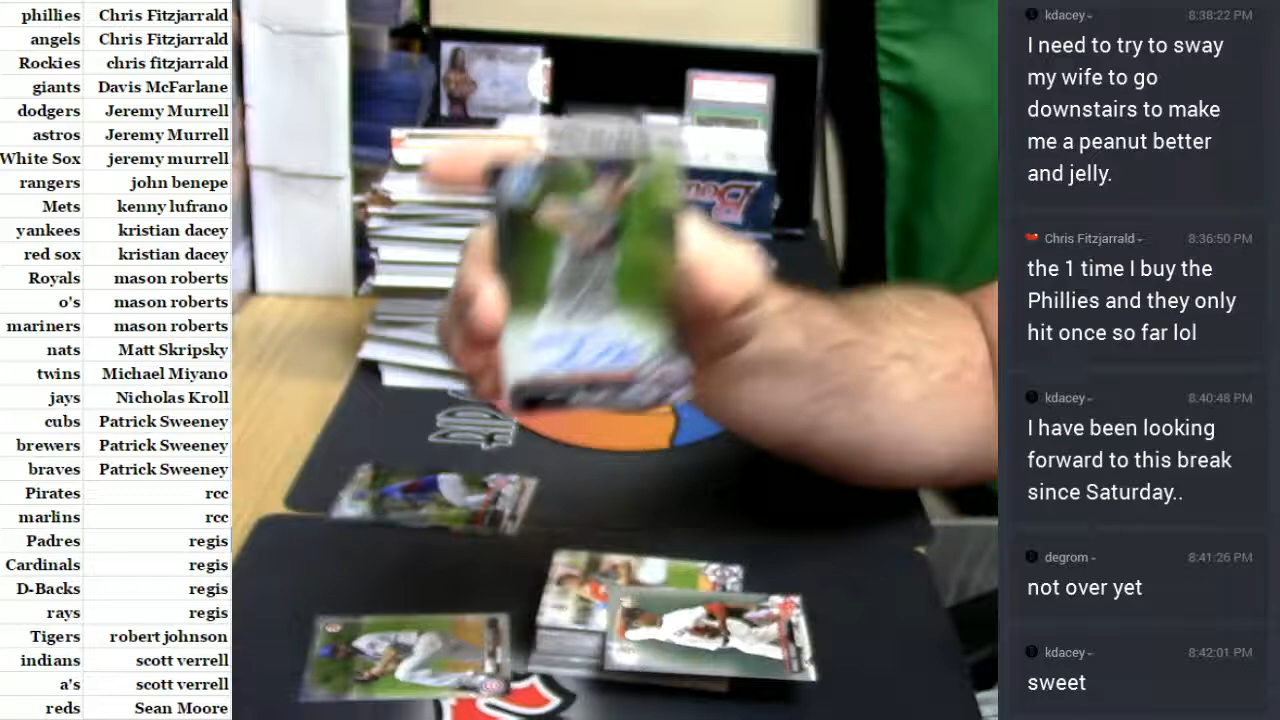 phillies Chris Fitzjarrald
angels Chris Fitzjarrald
Rockies chris fitzjarrald
giants Davis McFarlane
dodgers Jeremy Murrell
astros Jeremy Murrell
White Sox jeremy murrell
rangers john benepe
Mets kenny lufrano
yankees kristian dacey
red sox kristian dacey
Royals mason roberts
o's mason roberts
mariners mason roberts
nats Matt Skripsky
twins Michael Miyano
jays Nicholas Kroll
cubs Patrick Sweeney
brewers Patrick Sweeney
braves Patrick Sweeney
Pirates rcc
marlins rcc
Padres regis
Cardinals regis
D-Backs regis
rays regis
Tigers robert johnson
indians scott verrell
a's scott verrell
reds Sean Moore
kdacey 8:38:22 PM
I need to try to sway
my wife to go
downstairs to make
me a peanut better
and jelly.
Chris Fitzjarrald 8:36:50 PM
the 1 time I buy the
Phillies and they only
hit once so far lol
kdacey 8:40:48 PM
I have been looking
forward to this break
since Saturday..
degrom 8:41:26 PM
not over yet
kdacey 8:42:01 PM
sweet